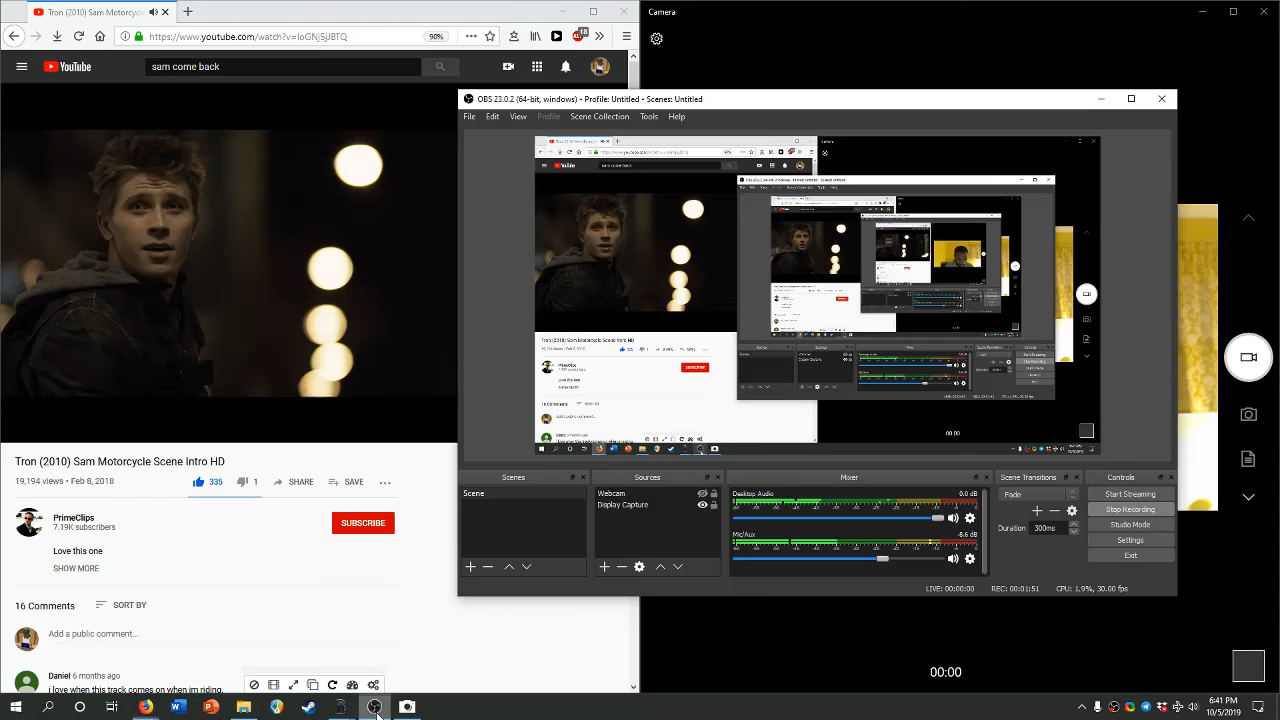 Tron (2010) Sam Motorcycl
https://www.youtube.com/watch?v=ioGNj5jUBTQ
90%
18
YouTube
sam come back
Camera
OBS 23.0.2 (64-bit, windows) - Profile: Untitled - Scenes: Untitled
File Edit View Profile Scene Collection Tools Help
Tron (2010) Sam Motorcycle Scene Intro HD
19,194 views • Feb 8, 2018
335
1
SHARE
SAVE
7.19K subscribers
SUBSCRIBE
SHOW MORE
16 Comments
SORT BY
Add a public comment...
Daniel 6 months ago
i love when this track comes on when im riding.
Scenes
Scene
Sources
Webcam
Display Capture
Mixer
Desktop Audio
0.0 dB
Mic/Aux
-8.6 dB
Scene Transitions
Fade
Duration
300ms
Controls
Start Streaming
Stop Recording
Studio Mode
Settings
Exit
LIVE: 00:00:00
REC: 00:01:51
CPU: 1.9%, 30.00 fps
00:00
6:41 PM
10/5/2019